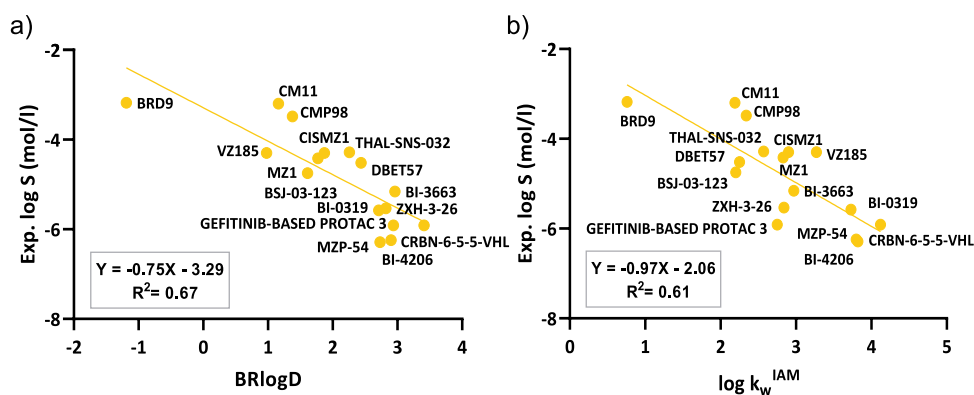 a)
Exp. log S (mol/l)
-2
-4
-6
-8
BRD9
CM11
CMP98
VZ185
CISMZ1
THAL-SNS-032
MZ1
DBET57
BSJ-03-123
BI-3663
BI-0319
ZXH-3-26
GEFITINIB-BASED PROTAC 3
MZP-54
CRBN-6-5-5-VHL
BI-4206
Y = -0.75X - 3.29
R²= 0.67
-2 -1 0 1 2 3 4
BRlogD
b)
Exp. log S (mol/l)
-2
-4
-6
-8
BRD9
CM11
CMP98
THAL-SNS-032
CISMZ1
VZ185
DBET57
MZ1
BSJ-03-123
BI-3663
ZXH-3-26
BI-0319
GEFITINIB-BASED PROTAC 3
MZP-54
CRBN-6-5-5-VHL
BI-4206
Y = -0.97X - 2.06
R²= 0.61
0 1 2 3 4 5
log k_w^IAM